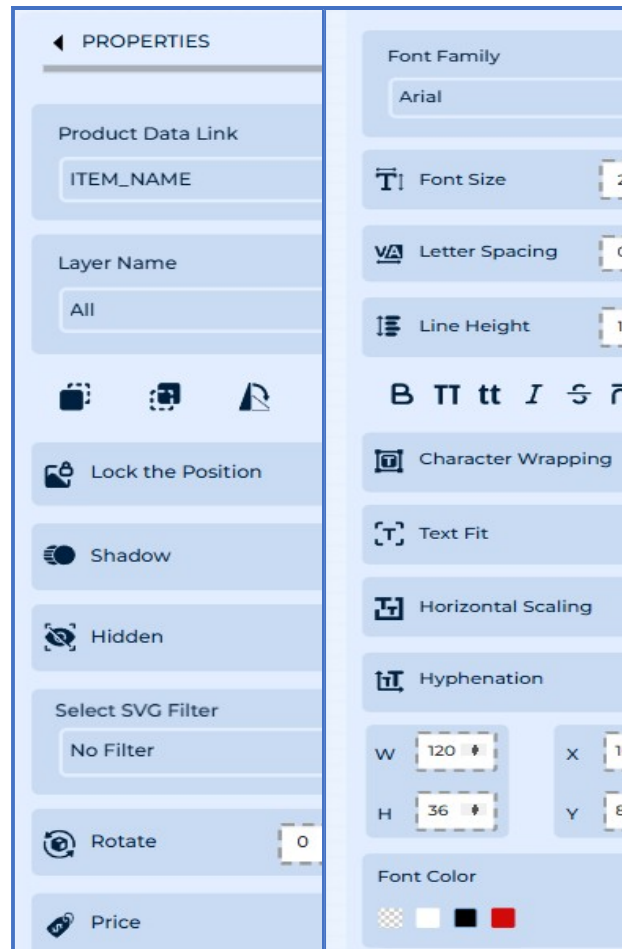 PROPERTIES
Product Data Link
ITEM_NAME
Layer Name
All
Lock the Position
Shadow
Hidden
Select SVG Filter
No Filter
Rotate
0
Price
Font Family
Arial
Font Size
Letter Spacing
Line Height
B TT tt I S
Character Wrapping
Text Fit
Horizontal Scaling
Hyphenation
W 120 X
H 36 Y
Font Color